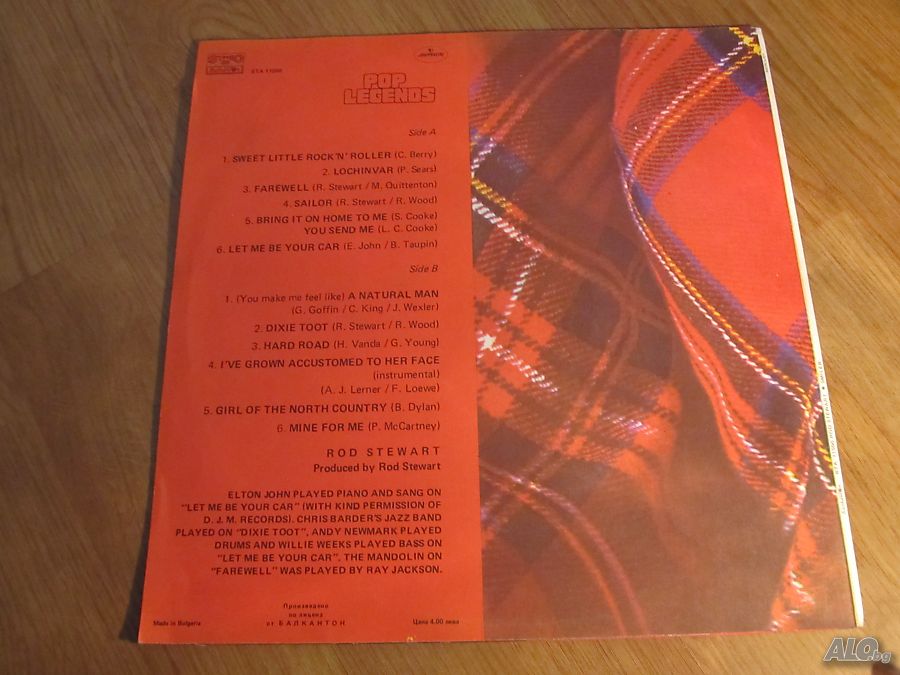 POP
LEGENDS
Side A
1. SWEET LITTLE ROCK'N' ROLLER (C. Berry)
2. LOCHINVAR (P. Sears)
3. FAREWELL (R. Stewart / M. Quittenton)
4. SAILOR (R. Stewart / R. Wood)
5. BRING IT ON HOME TO ME (S. Cooke)
YOU SEND ME (L. C. Cooke)
6. LET ME BE YOUR CAR (E. John / B. Taupin)
Side B
1. (You make me feel like) A NATURAL MAN
(G. Goffin / C. King / J. Wexler)
2. DIXIE TOOT (R. Stewart / R. Wood)
3. HARD ROAD (H. Vanda / G. Young)
4. I'VE GROWN ACCUSTOMED TO HER FACE
(instrumental)
(A. J. Lerner / F. Loewe)
5. GIRL OF THE NORTH COUNTRY (B. Dylan)
6. MINE FOR ME (P. McCartney)
ROD STEWART
Produced by Rod Stewart
ELTON JOHN PLAYED PIANO AND SANG ON
"LET ME BE YOUR CAR" (WITH KIND PERMISSION OF
D. J. M. RECORDS). CHRIS BARDER'S JAZZ BAND
PLAYED ON "DIXIE TOOT", ANDY NEWMARK PLAYED
DRUMS AND WILLIE WEEKS PLAYED BASS ON
"LET ME BE YOUR CAR". THE MANDOLIN ON
"FAREWELL" WAS PLAYED BY RAY JACKSON.
Произведено
по лиценз
от БАЛКАНТОН
Made in Bulgaria
Цена 4.00 лева
ALO.bg